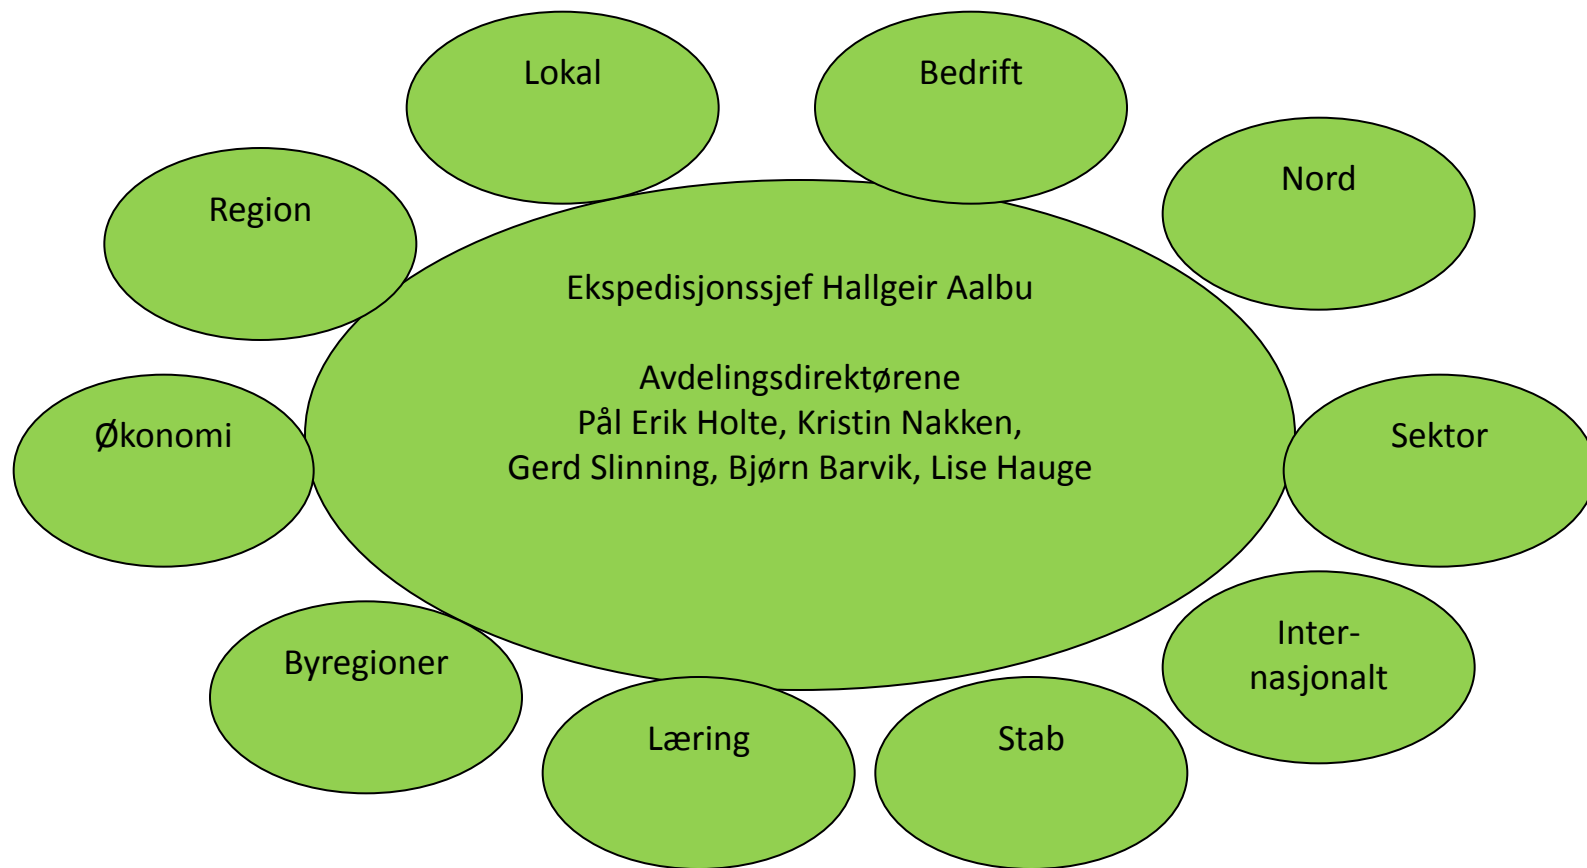 Lokal
Bedrift
Nord
Region
Ekspedisjonssjef Hallgeir Aalbu
Avdelingsdirektørene
Pål Erik Holte, Kristin Nakken,
Gerd Slinning, Bjørn Barvik, Lise Hauge
Økonomi
Sektor
Byregioner
Inter-
nasjonalt
Læring
Stab